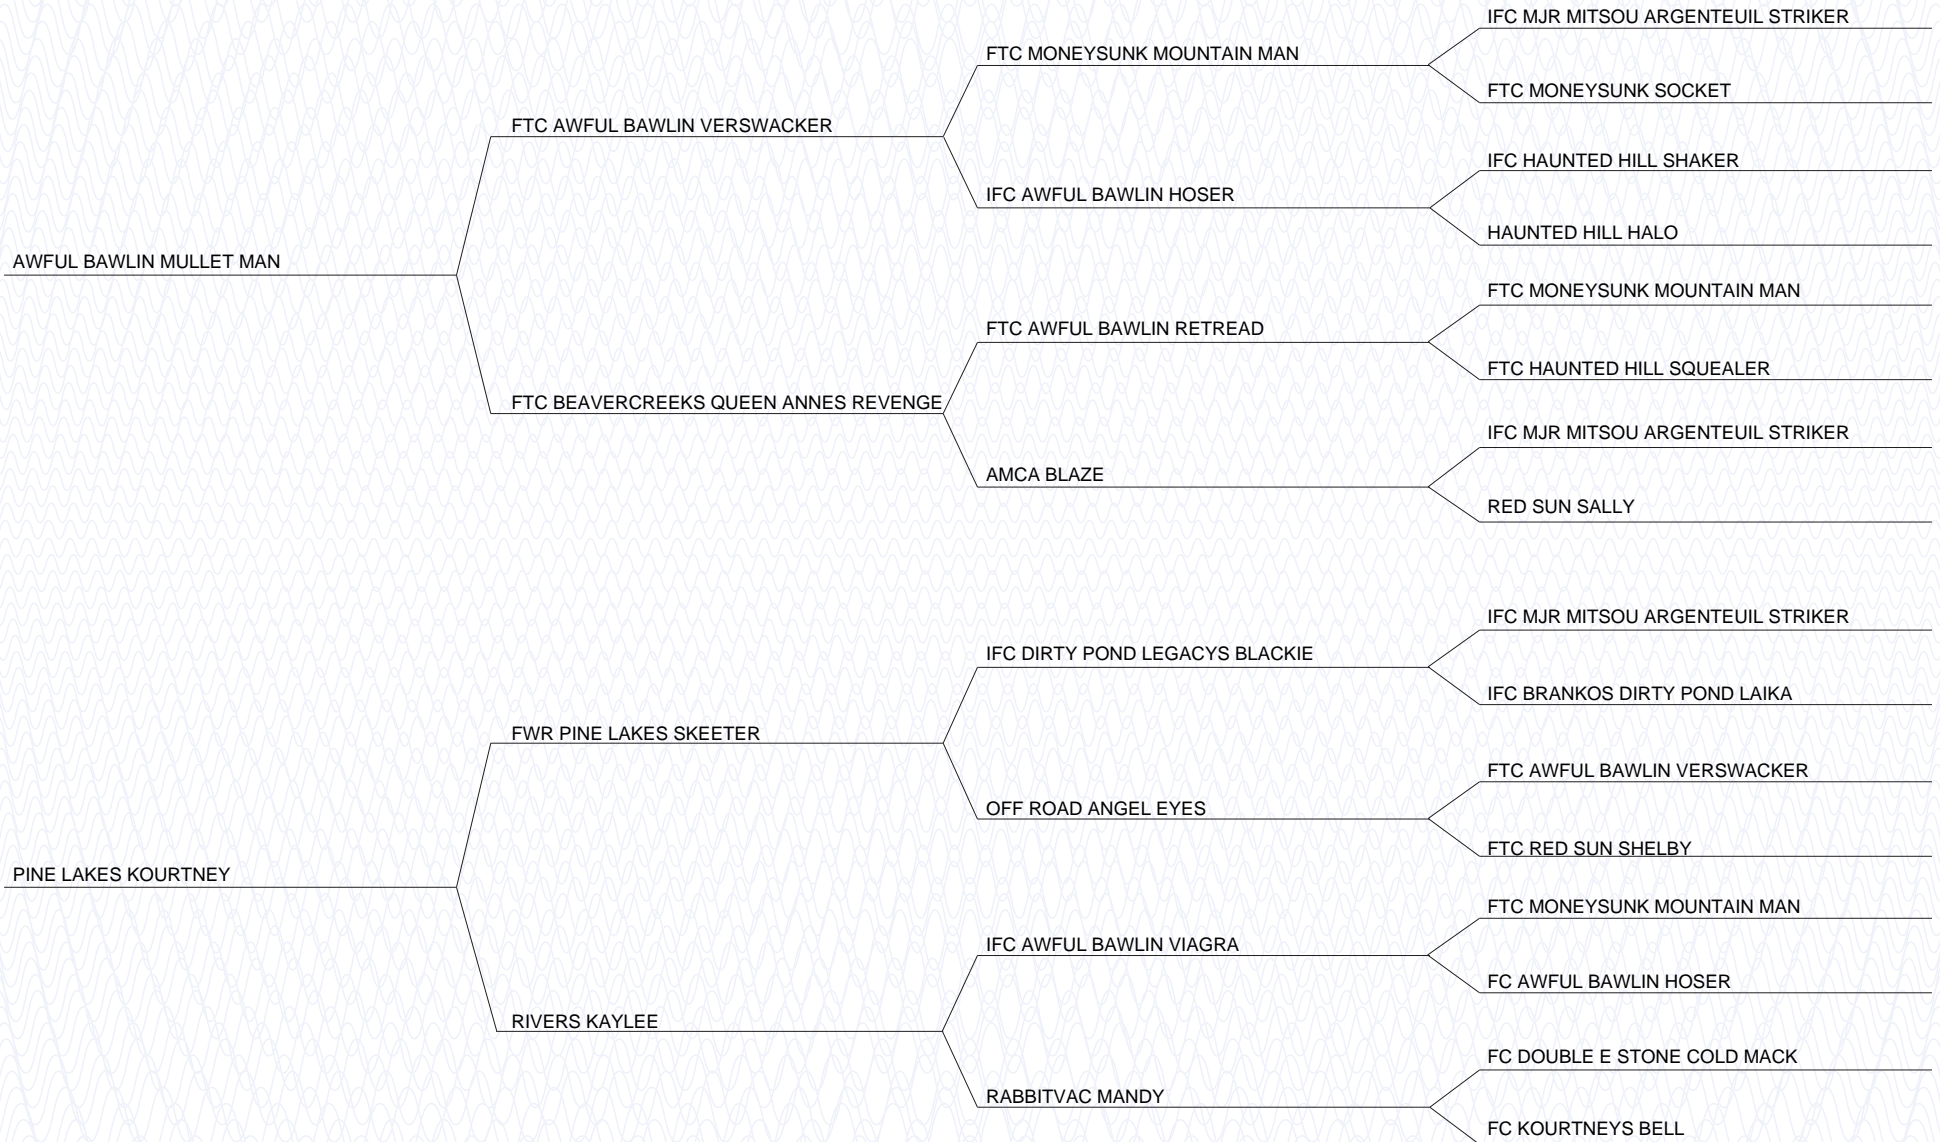 IFC MJR MITSOU ARGENTEUIL STRIKER
FTC MONEYSUNK MOUNTAIN MAN
FTC MONEYSUNK SOCKET
FTC AWFUL BAWLIN VERSWACKER
IFC HAUNTED HILL SHAKER
IFC AWFUL BAWLIN HOSER
HAUNTED HILL HALO
AWFUL BAWLIN MULLET MAN
FTC MONEYSUNK MOUNTAIN MAN
FTC AWFUL BAWLIN RETREAD
FTC HAUNTED HILL SQUEALER
FTC BEAVERCREEKS QUEEN ANNES REVENGE
IFC MJR MITSOU ARGENTEUIL STRIKER
AMCA BLAZE
RED SUN SALLY
IFC MJR MITSOU ARGENTEUIL STRIKER
IFC DIRTY POND LEGACYS BLACKIE
IFC BRANKOS DIRTY POND LAIKA
FWR PINE LAKES SKEETER
FTC AWFUL BAWLIN VERSWACKER
OFF ROAD ANGEL EYES
FTC RED SUN SHELBY
PINE LAKES KOURTNEY
FTC MONEYSUNK MOUNTAIN MAN
IFC AWFUL BAWLIN VIAGRA
FC AWFUL BAWLIN HOSER
RIVERS KAYLEE
FC DOUBLE E STONE COLD MACK
RABBITVAC MANDY
FC KOURTNEYS BELL